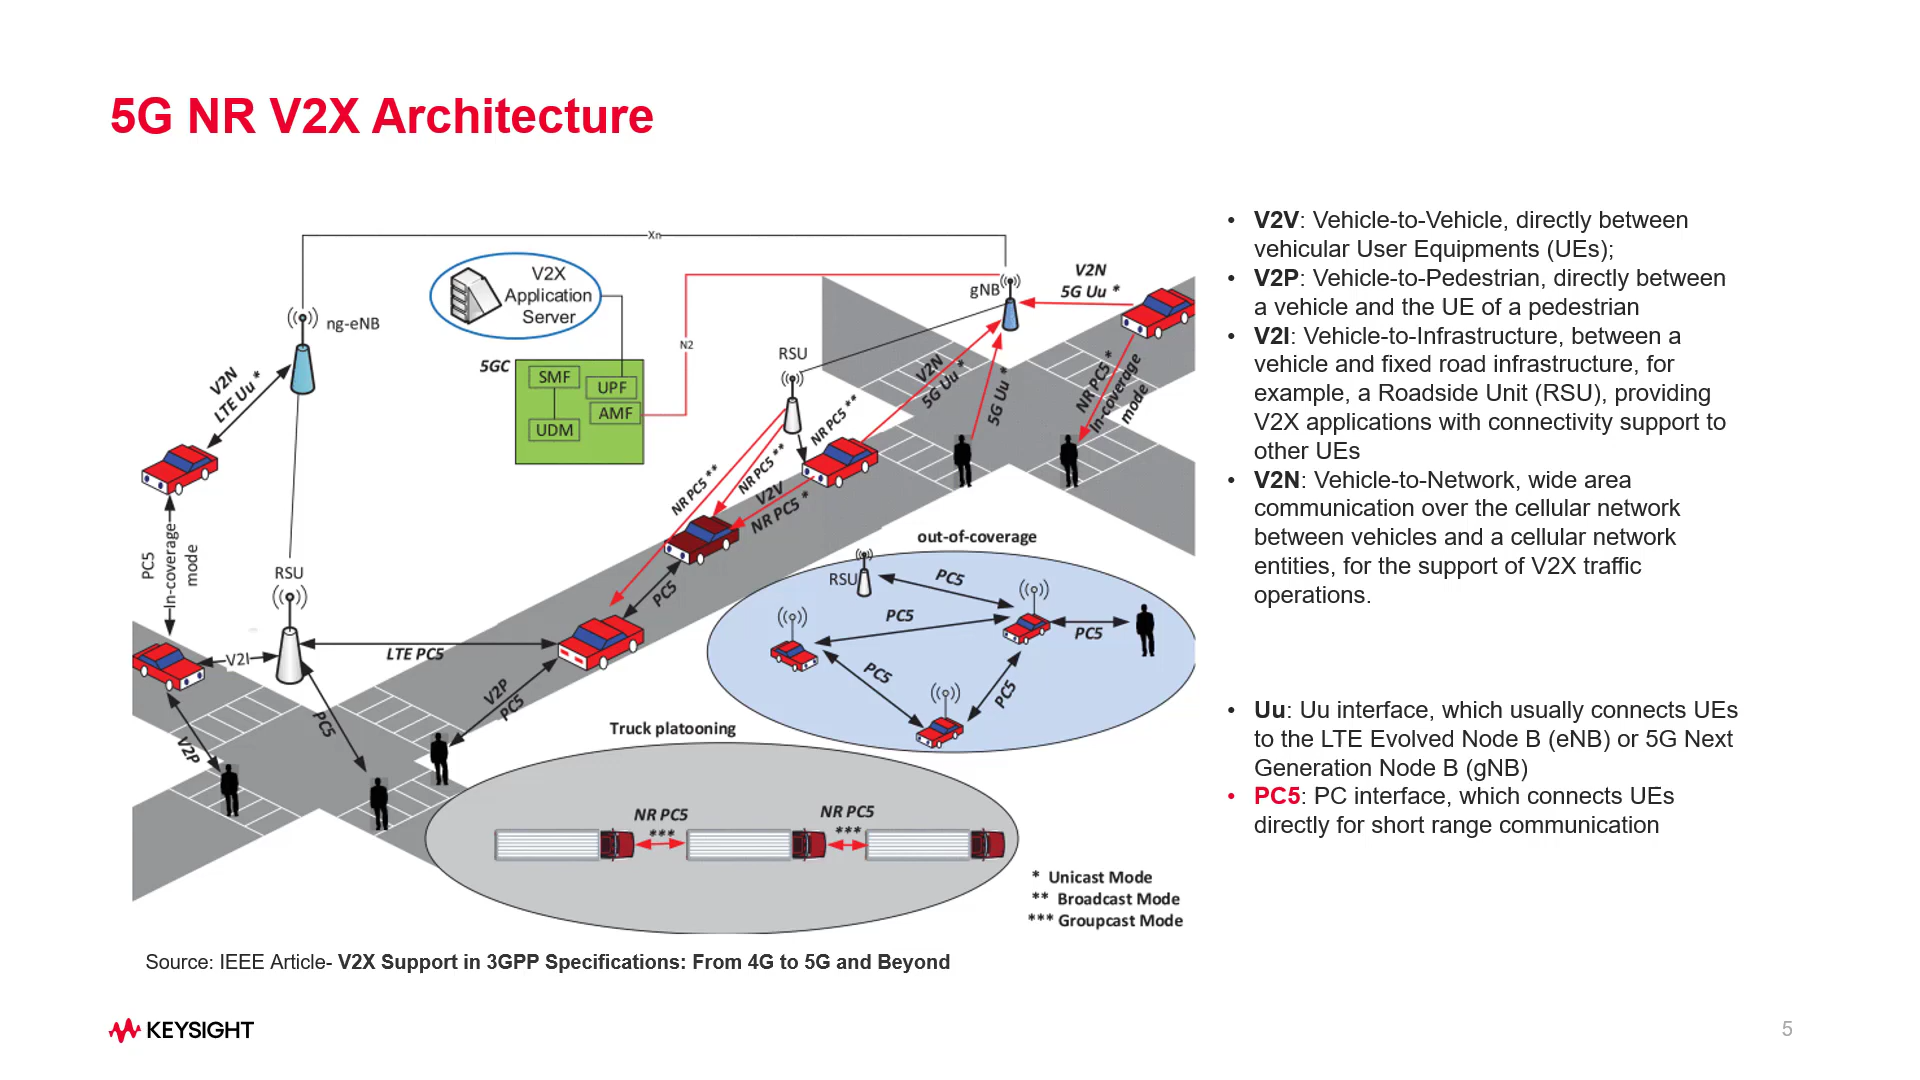 5G NR V2X Architecture
Xn
V2X
Application
Server
ng-eNB
gNB
V2N
5G Uu *
N2
RSU
5GC
SMF
UPF
AMF
UDM
V2N
LTE Uu *
V2N
5G Uu *
5G Uu *
NR PC5 *
In-coverage
mode
NR PC5 **
NR PC5 **
NR PC5 **
V2V
NR PC5 *
PC5
In-coverage
mode
RSU
V2I
LTE PC5
PC5
V2P
PC5
V2P
PC5
out-of-coverage
RSU
PC5
PC5
PC5
PC5
PC5
Truck platooning
NR PC5
***
NR PC5
***
* Unicast Mode
** Broadcast Mode
*** Groupcast Mode
Source: IEEE Article- V2X Support in 3GPP Specifications: From 4G to 5G and Beyond
• V2V: Vehicle-to-Vehicle, directly between
vehicular User Equipments (UEs);
• V2P: Vehicle-to-Pedestrian, directly between
a vehicle and the UE of a pedestrian
• V2I: Vehicle-to-Infrastructure, between a
vehicle and fixed road infrastructure, for
example, a Roadside Unit (RSU), providing
V2X applications with connectivity support to
other UEs
• V2N: Vehicle-to-Network, wide area
communication over the cellular network
between vehicles and a cellular network
entities, for the support of V2X traffic
operations.
• Uu: Uu interface, which usually connects UEs
to the LTE Evolved Node B (eNB) or 5G Next
Generation Node B (gNB)
• PC5: PC interface, which connects UEs
directly for short range communication
KEYSIGHT
5